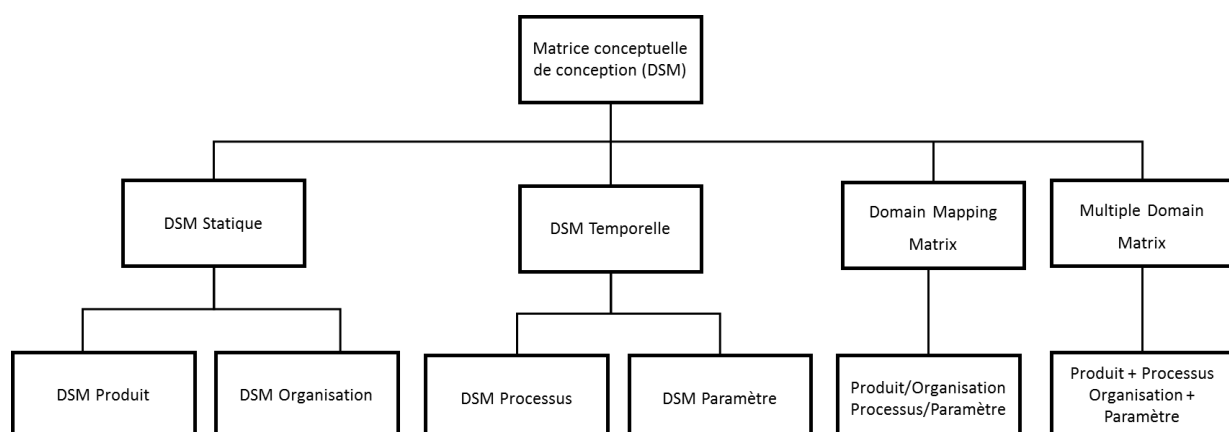 Matrice conceptuelle
de conception (DSM)
DSM Statique
DSM Temporelle
Domain Mapping
Matrix
Multiple Domain
Matrix
DSM Produit
DSM Organisation
DSM Processus
DSM Paramètre
Produit/Organisation
Processus/Paramètre
Produit + Processus
Organisation +
Paramètre